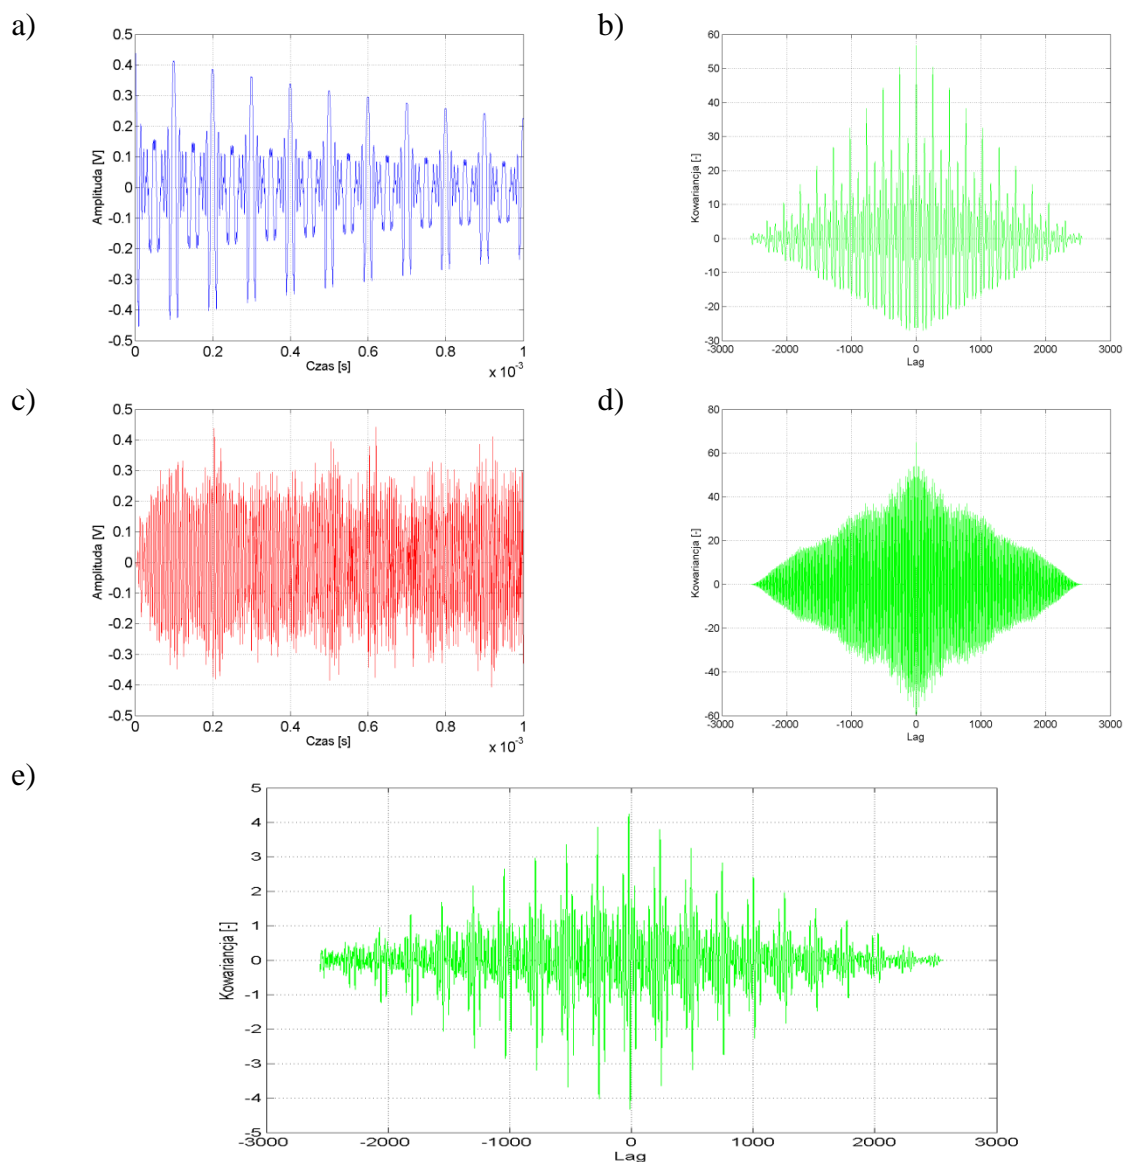 a)
0.5
0.4
0.3
0.2
0.1
0
-0.1
-0.2
-0.3
-0.4
-0.5
Amplituda [V]
0 0.2 0.4 0.6 0.8 1
Czas [s]
x 10⁻³
b)
60
50
40
30
20
10
0
-10
-20
-30
Kowariancja [-]
-3000 -2000 -1000 0 1000 2000 3000
Lag
c)
0.5
0.4
0.3
0.2
0.1
0
-0.1
-0.2
-0.3
-0.4
-0.5
Amplituda [V]
0 0.2 0.4 0.6 0.8 1
Czas [s]
x 10⁻³
d)
80
60
40
20
0
-20
-40
-60
Kowariancja [-]
-3000 -2000 -1000 0 1000 2000 3000
Lag
e)
5
4
3
2
1
0
-1
-2
-3
-4
-5
Kowariancja [-]
-3000 -2000 -1000 0 1000 2000 3000
Lag